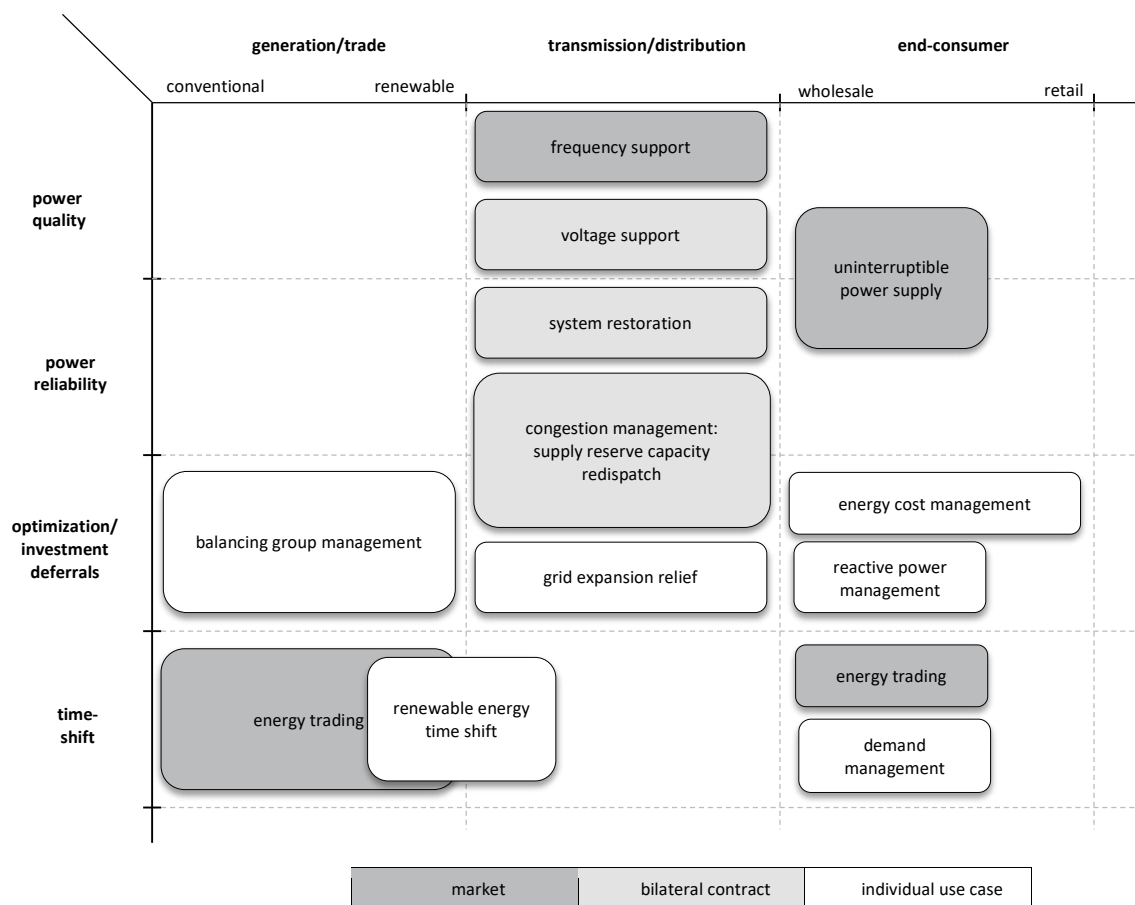 generation/trade
transmission/distribution
end-consumer
conventional
renewable
wholesale
retail
power
quality
frequency support
voltage support
uninterruptible
power supply
power
reliability
system restoration
congestion management:
supply reserve capacity
redispatch
optimization/
investment
deferrals
balancing group management
grid expansion relief
energy cost management
reactive power
management
time-
shift
energy trading
renewable energy
time shift
energy trading
demand
management
market
bilateral contract
individual use case